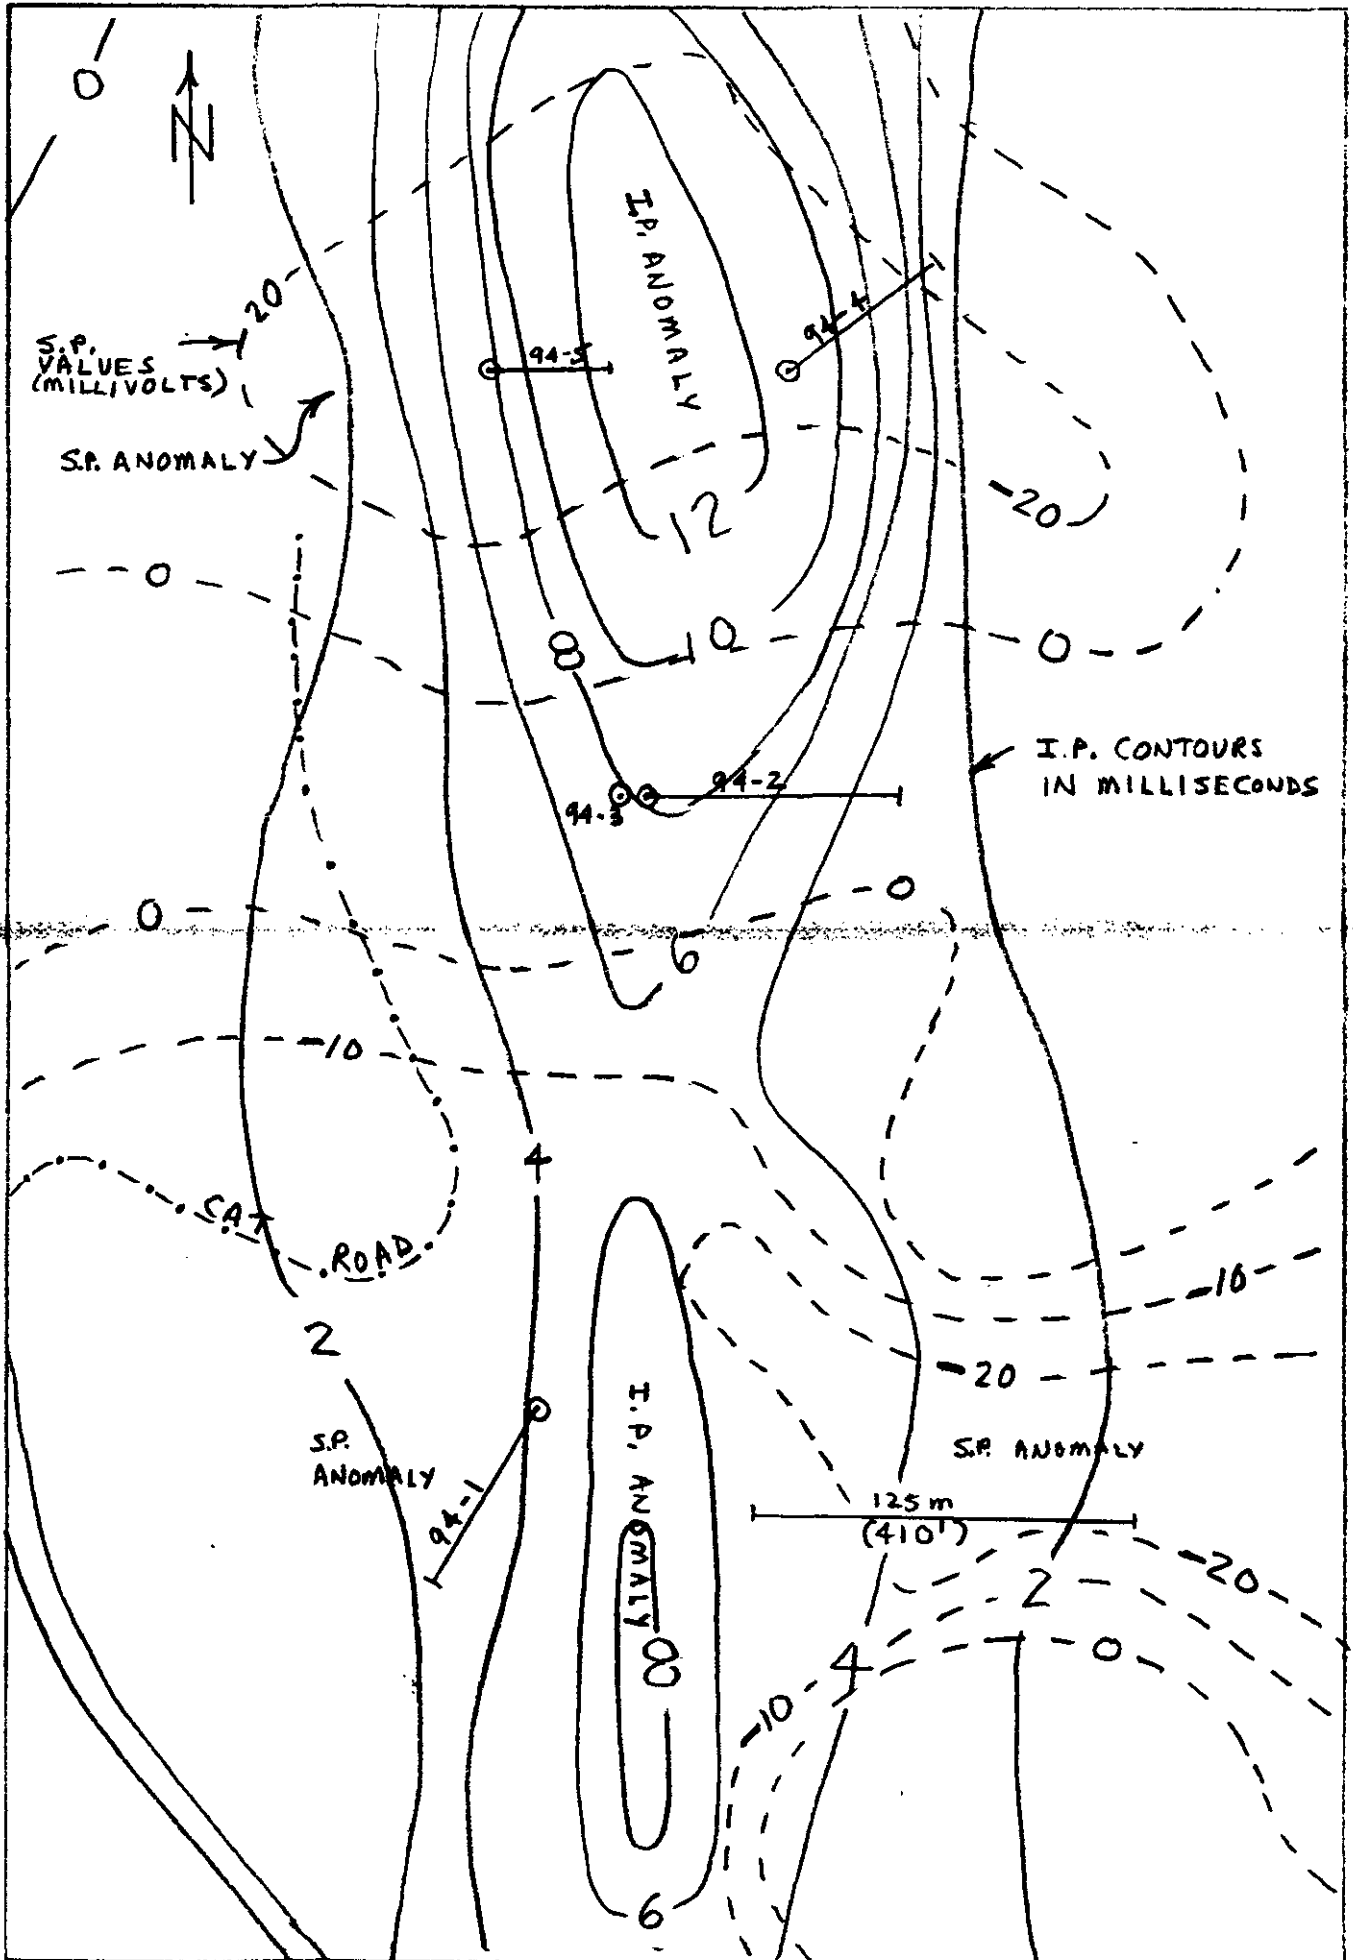 0
N
I.P. ANOMALY
20
94-4
S.P.
VALUES
(MILLIVOLTS)
94-5
S.P. ANOMALY
-20
12
0
8
10
0
I.P. CONTOURS
IN MILLISECONDS
94-2
94-3
0
0
6
-10
4
CAT
ROAD
-10
2
-20
I.P. ANOMALY
S.P.
ANOMALY
S.P. ANOMALY
94-1
125 m
(410')
-20
2
8
4
0
-10
6